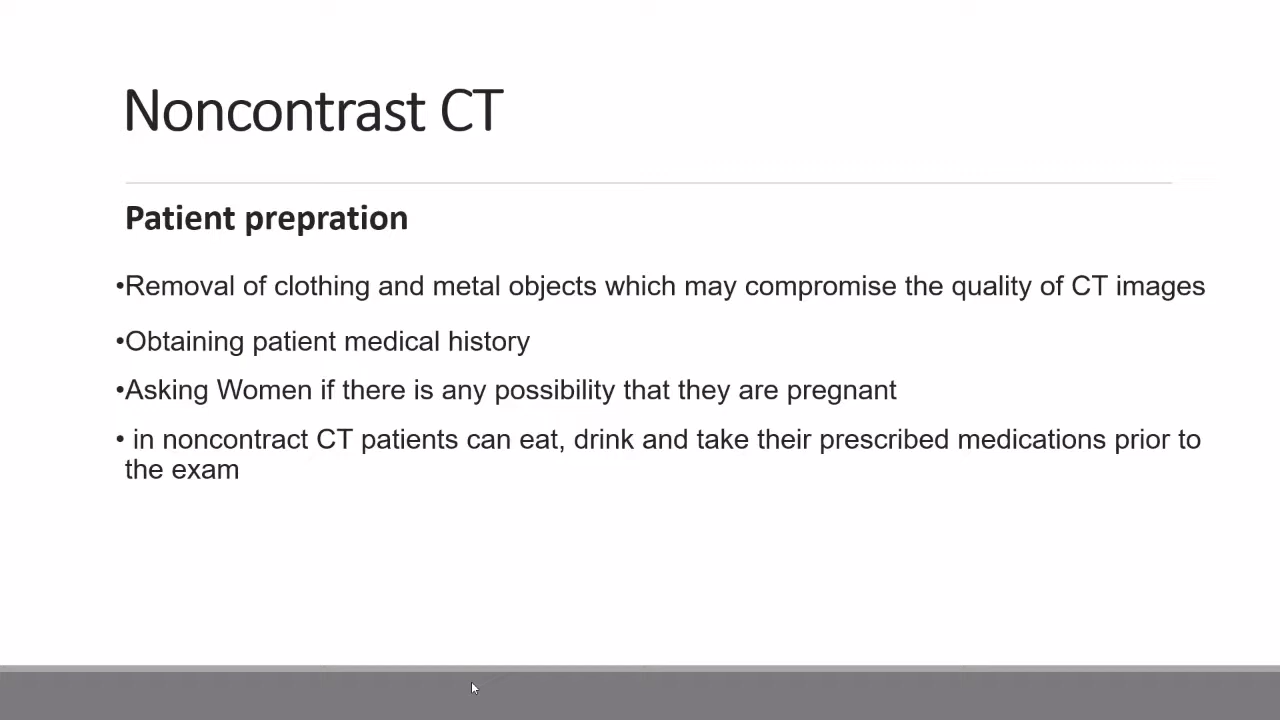 Noncontrast CT
Patient prepration
•Removal of clothing and metal objects which may compromise the quality of CT images
•Obtaining patient medical history
•Asking Women if there is any possibility that they are pregnant
• in noncontract CT patients can eat, drink and take their prescribed medications prior to
the exam